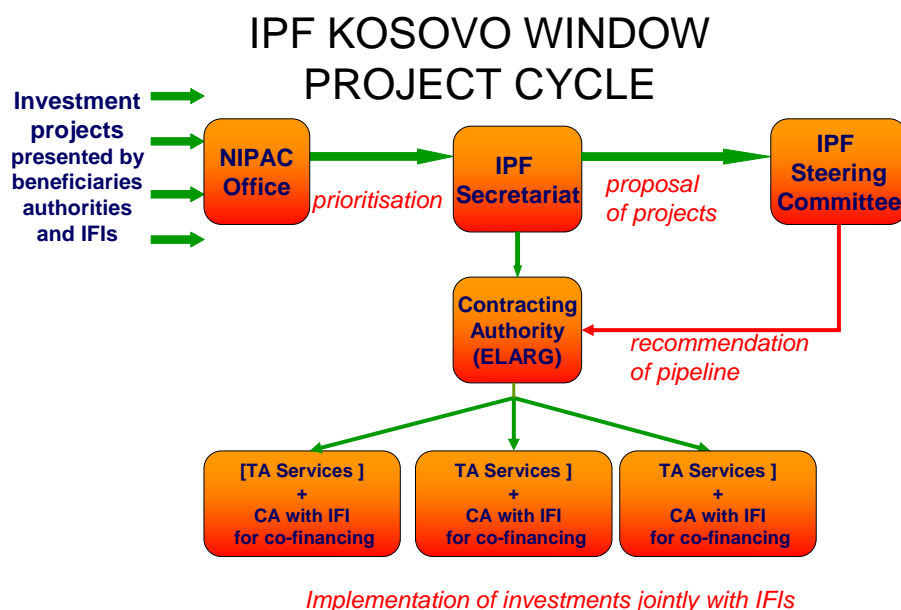 IPF KOSOVO WINDOW
PROJECT CYCLE
Investment
projects
presented by
beneficiaries
authorities
and IFIs
NIPAC
Office
prioritisation
IPF
Secretariat
proposal
of projects
IPF
Steering
Committee
Contracting
Authority
(ELARG)
recommendation
of pipeline
[TA Services ]
+
CA with IFI
for co-financing
TA Services ]
+
CA with IFI
for co-financing
TA Services ]
+
CA with IFI
for co-financing
Implementation of investments jointly with IFIs